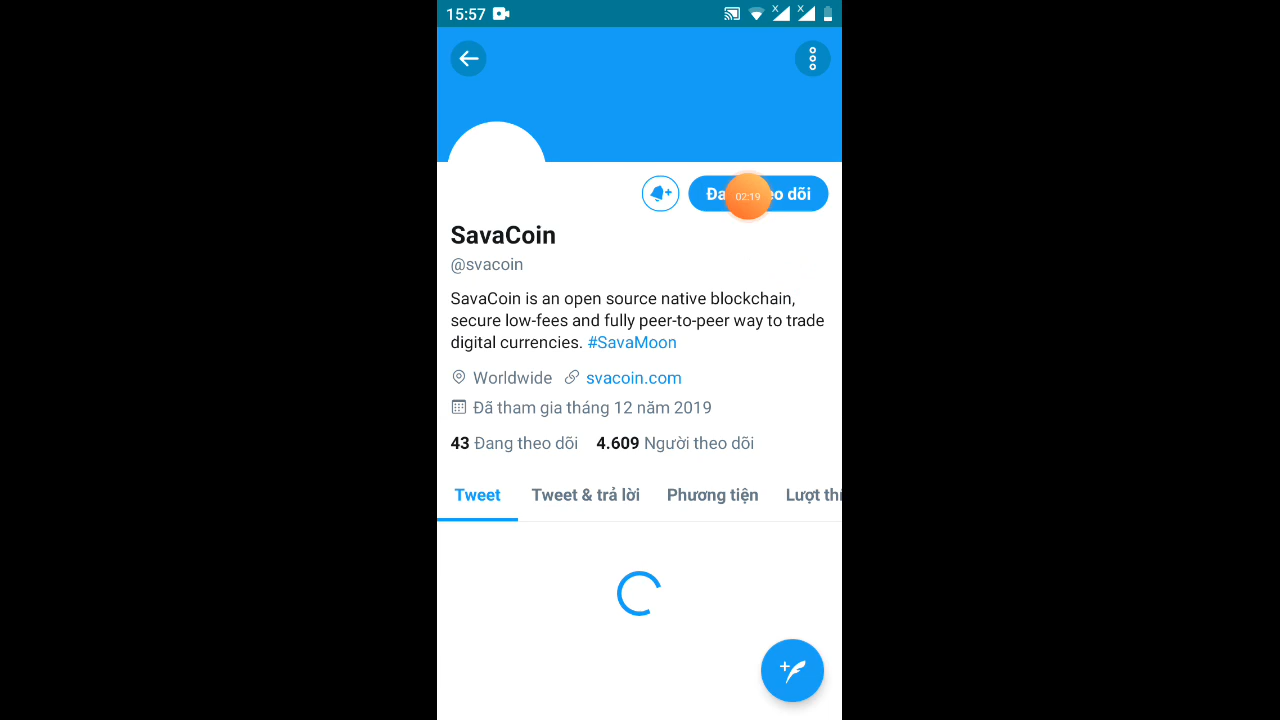 15:57
Đa
eo dõi
02:19
SavaCoin
@svacoin
SavaCoin is an open source native blockchain,
secure low-fees and fully peer-to-peer way to trade
digital currencies. #SavaMoon
Worldwide svacoin.com
Đã tham gia tháng 12 năm 2019
43 Đang theo dõi 4.609 Người theo dõi
Tweet Tweet & trả lời Phương tiện Lượt thí